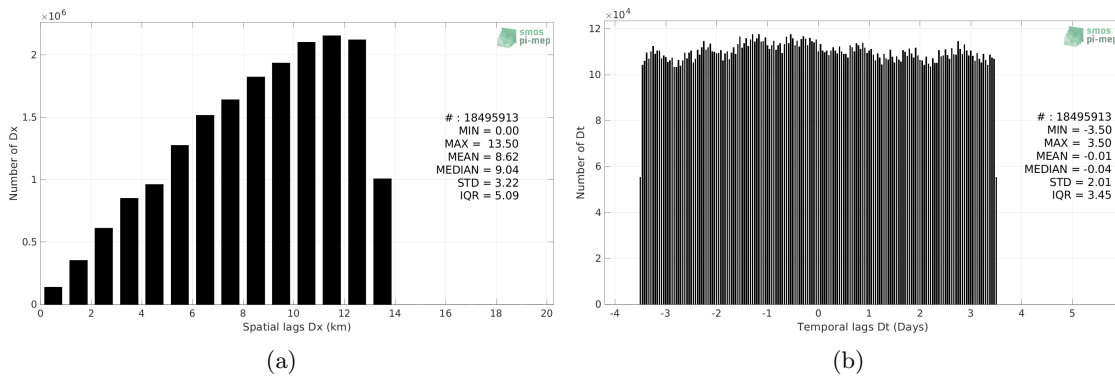 ×10⁶
2
1.5
1
0.5
0
0 2 4 6 8 10 12 14 16 18 20
Number of Dx
Spatial lags Dx (km)
smos
pi-mep
# : 18495913
MIN = 0.00
MAX = 13.50
MEAN = 8.62
MEDIAN = 9.04
STD = 3.22
IQR = 5.09
(a)
×10⁴
12
10
8
6
4
2
0
-4 -3 -2 -1 0 1 2 3 4 5
Number of Dt
Temporal lags Dt (Days)
smos
pi-mep
# : 18495913
MIN = -3.50
MAX = 3.50
MEAN = -0.01
MEDIAN = -0.04
STD = 2.01
IQR = 3.45
(b)